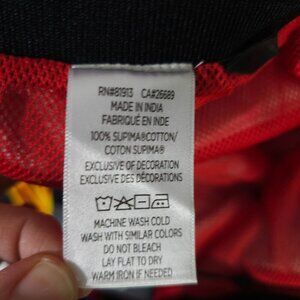 RN#81913 CA#26689
MADE IN INDIA
FABRIQUÉ EN INDE
100% SUPIMA®COTTON/
COTON SUPIMA®
EXCLUSIVE OF DECORATION
EXCLUSIVE DES DÉCORATIONS
MACHINE WASH COLD
WASH WITH SIMILAR COLORS
DO NOT BLEACH
LAY FLAT TO DRY
WARM IRON IF NEEDED